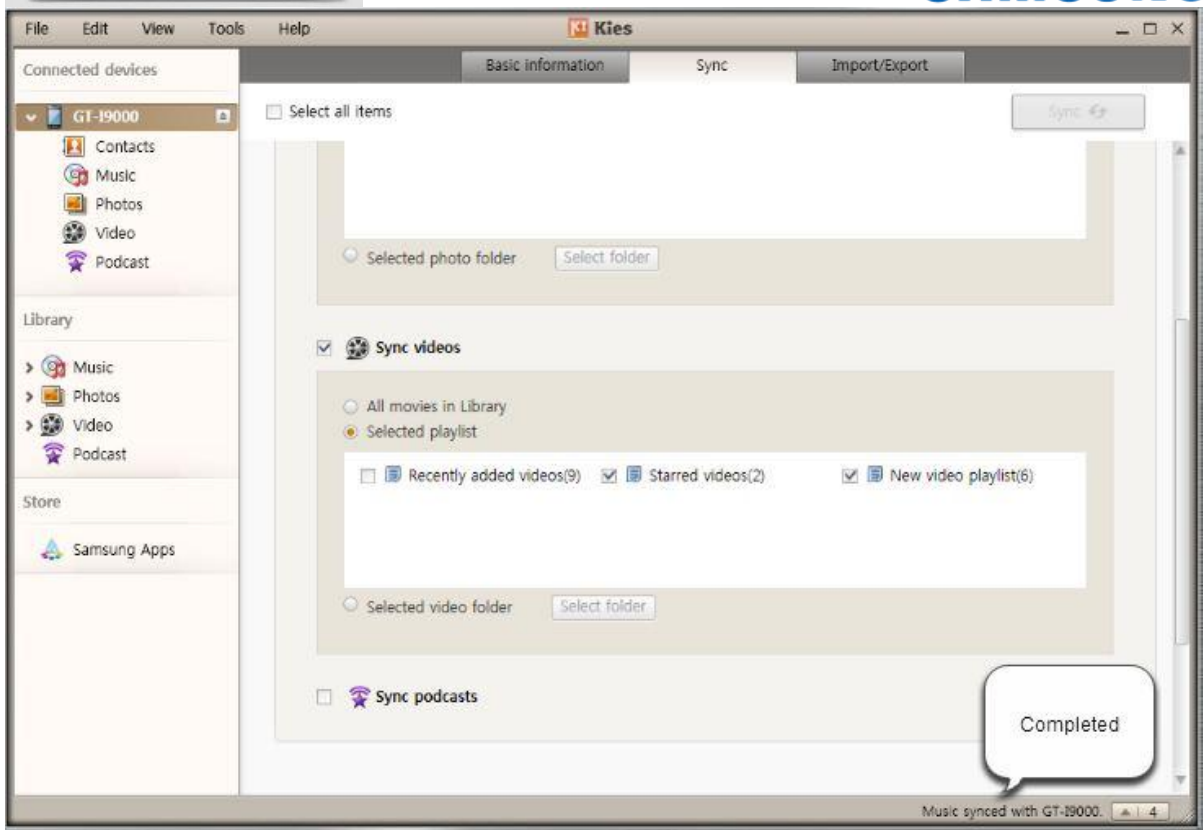 File Edit View Tools Help
Kies
Connected devices
GT-I9000
Contacts
Music
Photos
Video
Podcast
Library
Music
Photos
Video
Podcast
Store
Samsung Apps
Basic information Sync Import/Export
Select all items
Sync
Selected photo folder Select folder
Sync videos
All movies in Library
Selected playlist
Recently added videos(9) Starred videos(2) New video playlist(6)
Selected video folder Select folder
Sync podcasts
Completed
Music synced with GT-I9000. 4